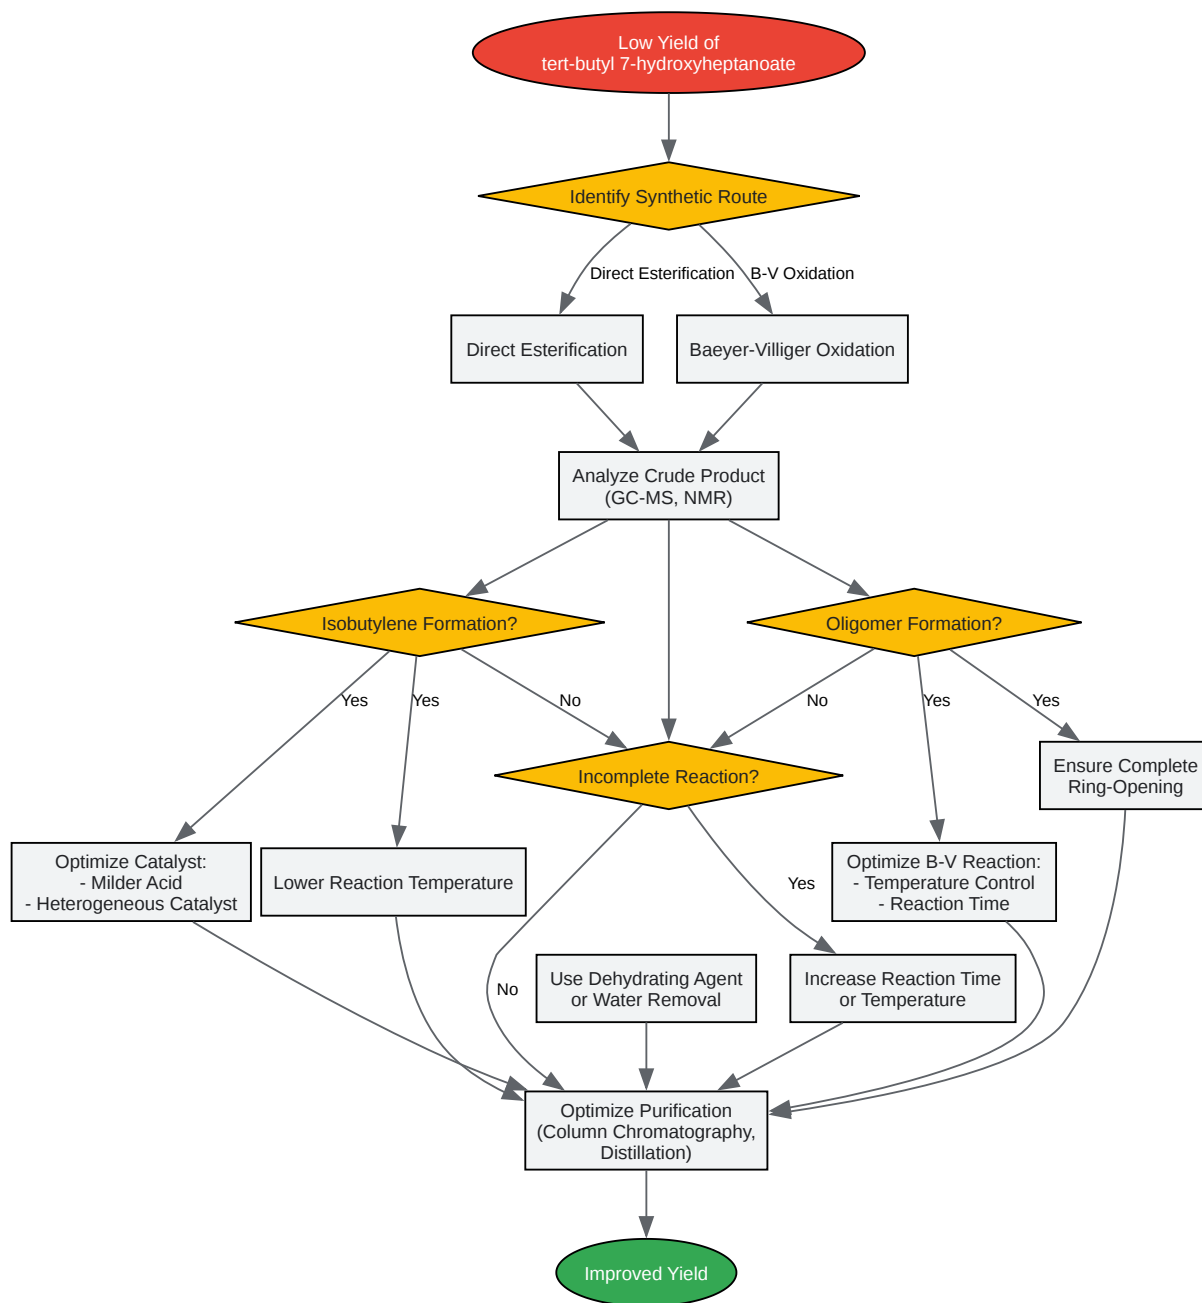 Low Yield of
tert-butyl 7-hydroxyheptanoate
Identify Synthetic Route
Direct Esterification
B-V Oxidation
Direct Esterification
Baeyer-Villiger Oxidation
Analyze Crude Product
(GC-MS, NMR)
Isobutylene Formation?
Oligomer Formation?
Yes
Yes
No
No
Yes
Yes
Incomplete Reaction?
Ensure Complete
Ring-Opening
Optimize Catalyst:
- Milder Acid
- Heterogeneous Catalyst
Lower Reaction Temperature
Optimize B-V Reaction:
- Temperature Control
- Reaction Time
Yes
No
Use Dehydrating Agent
or Water Removal
Increase Reaction Time
or Temperature
Optimize Purification
(Column Chromatography,
Distillation)
Improved Yield